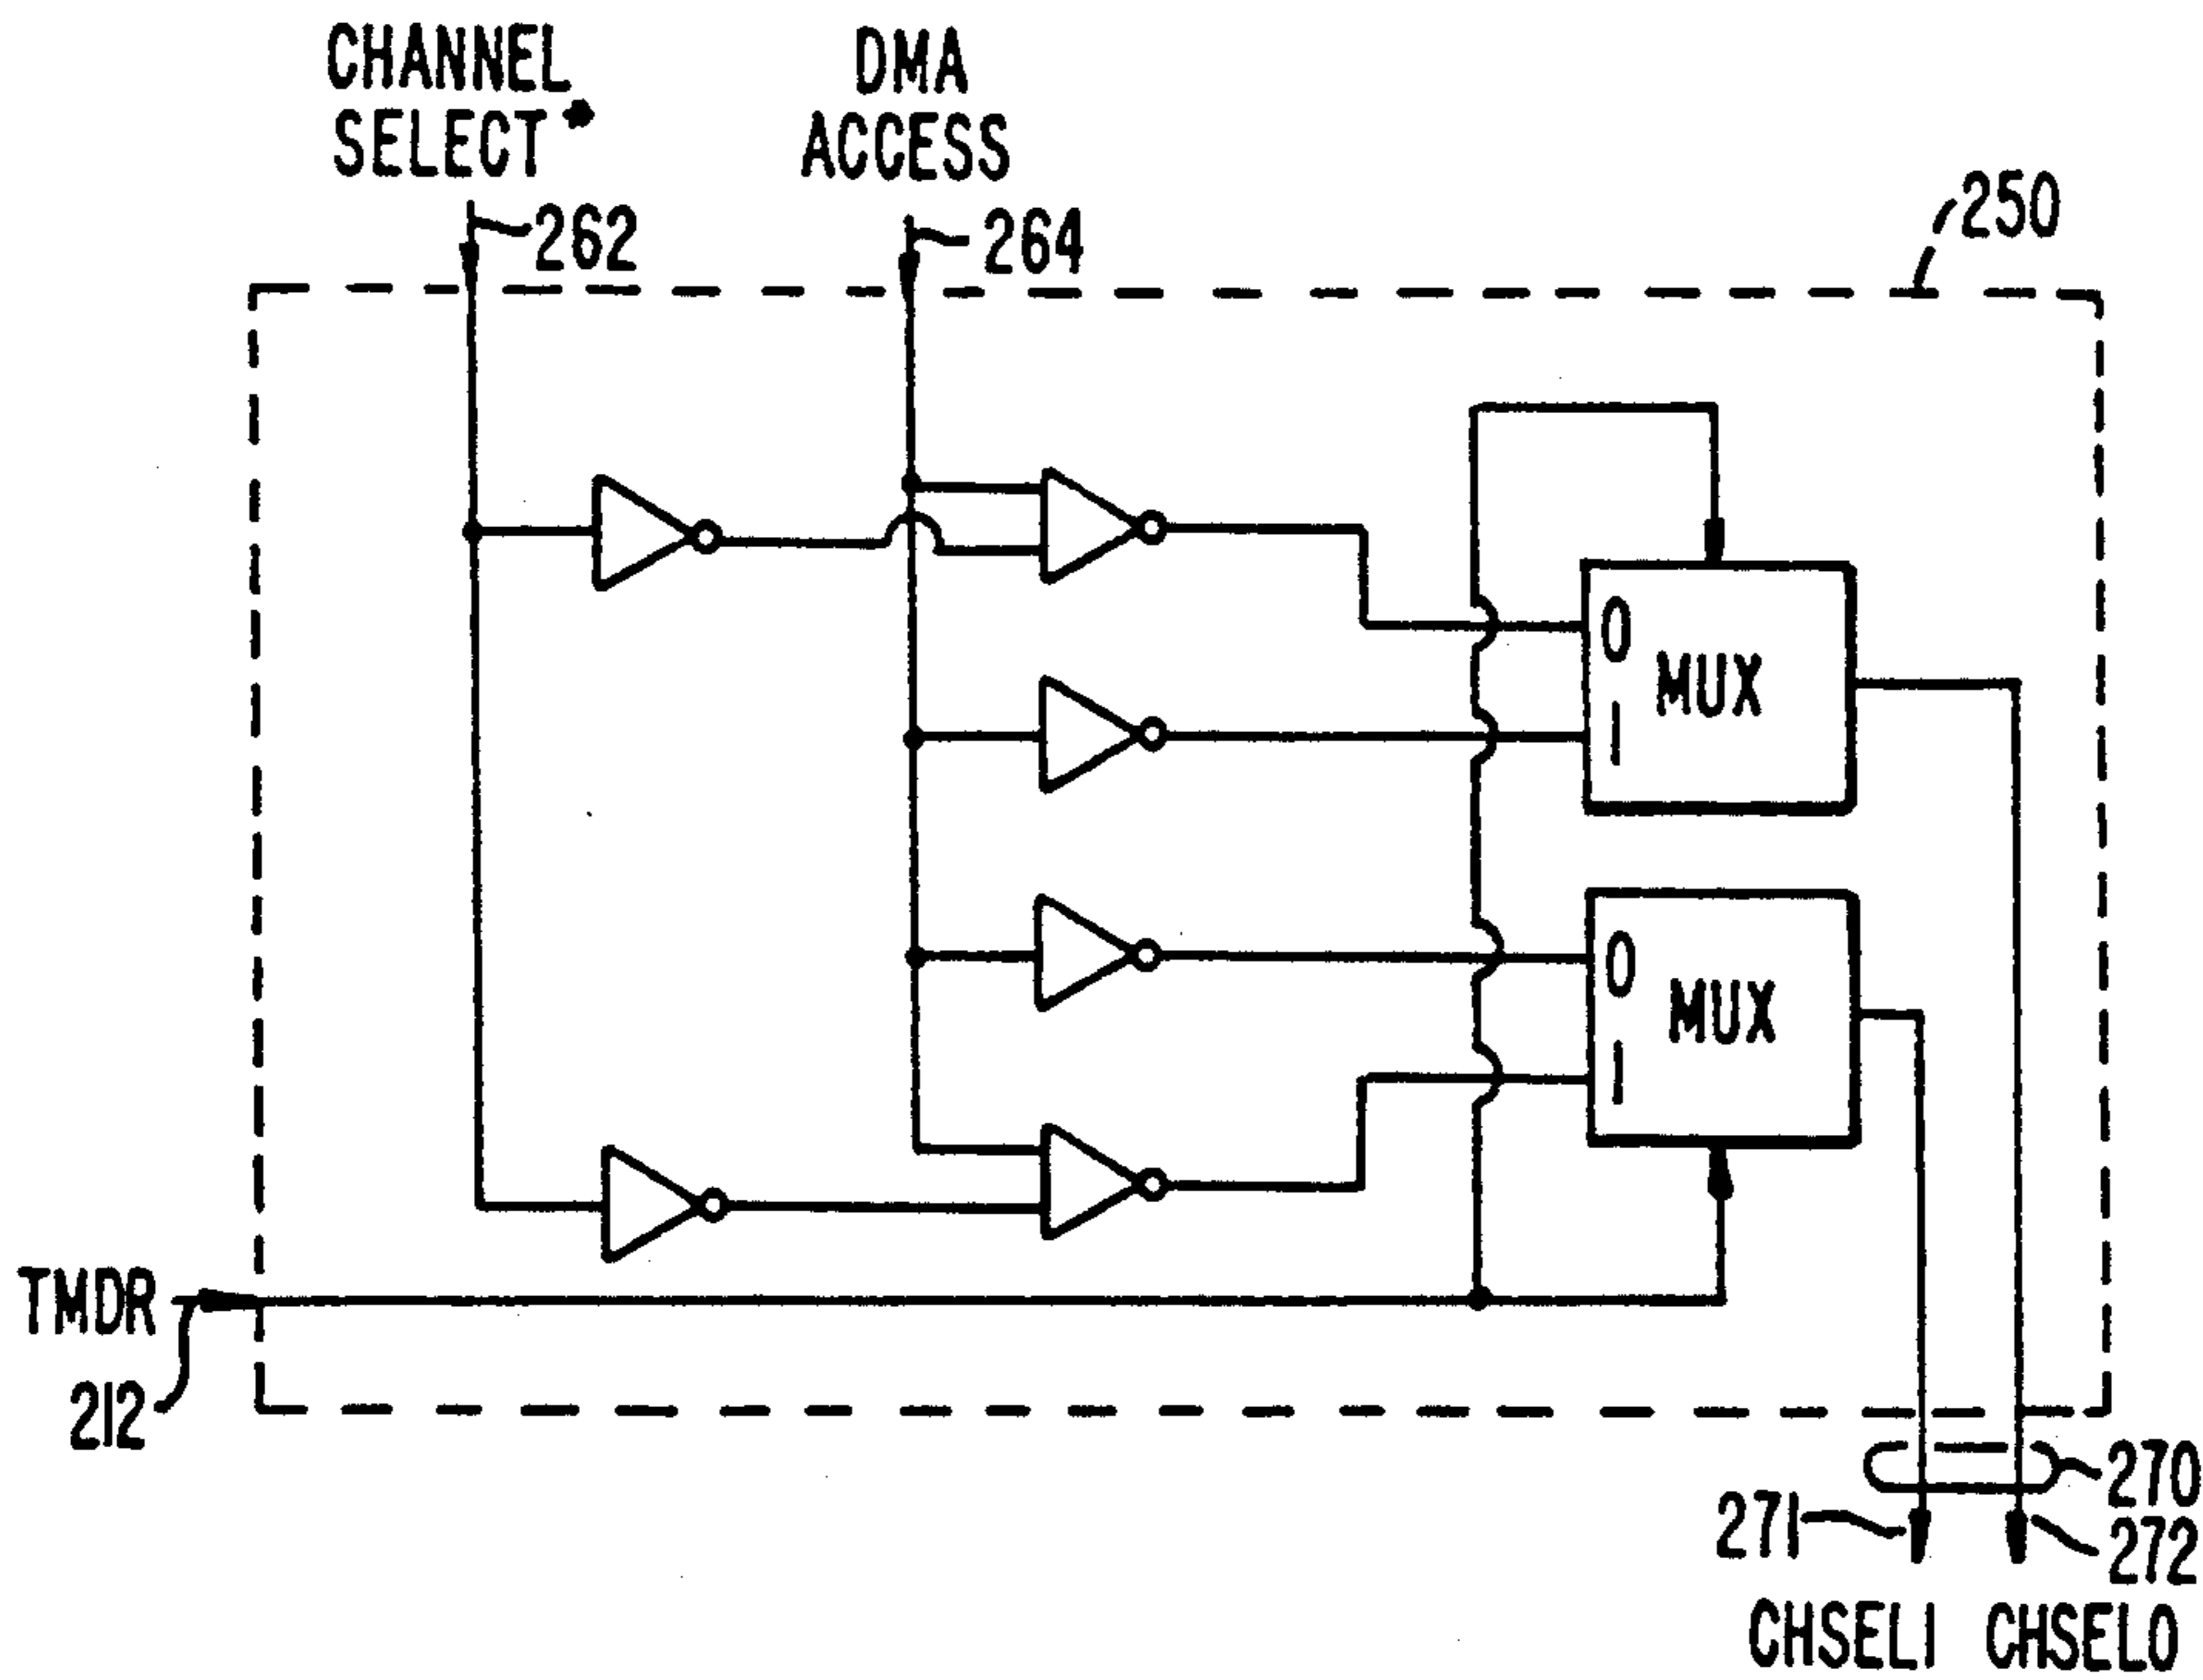 CHANNEL
SELECT*
DMA
ACCESS
262
264
250
0
MUX
1
0
MUX
1
TMDR
212
270
271
272
CHSEL1 CHSEL0